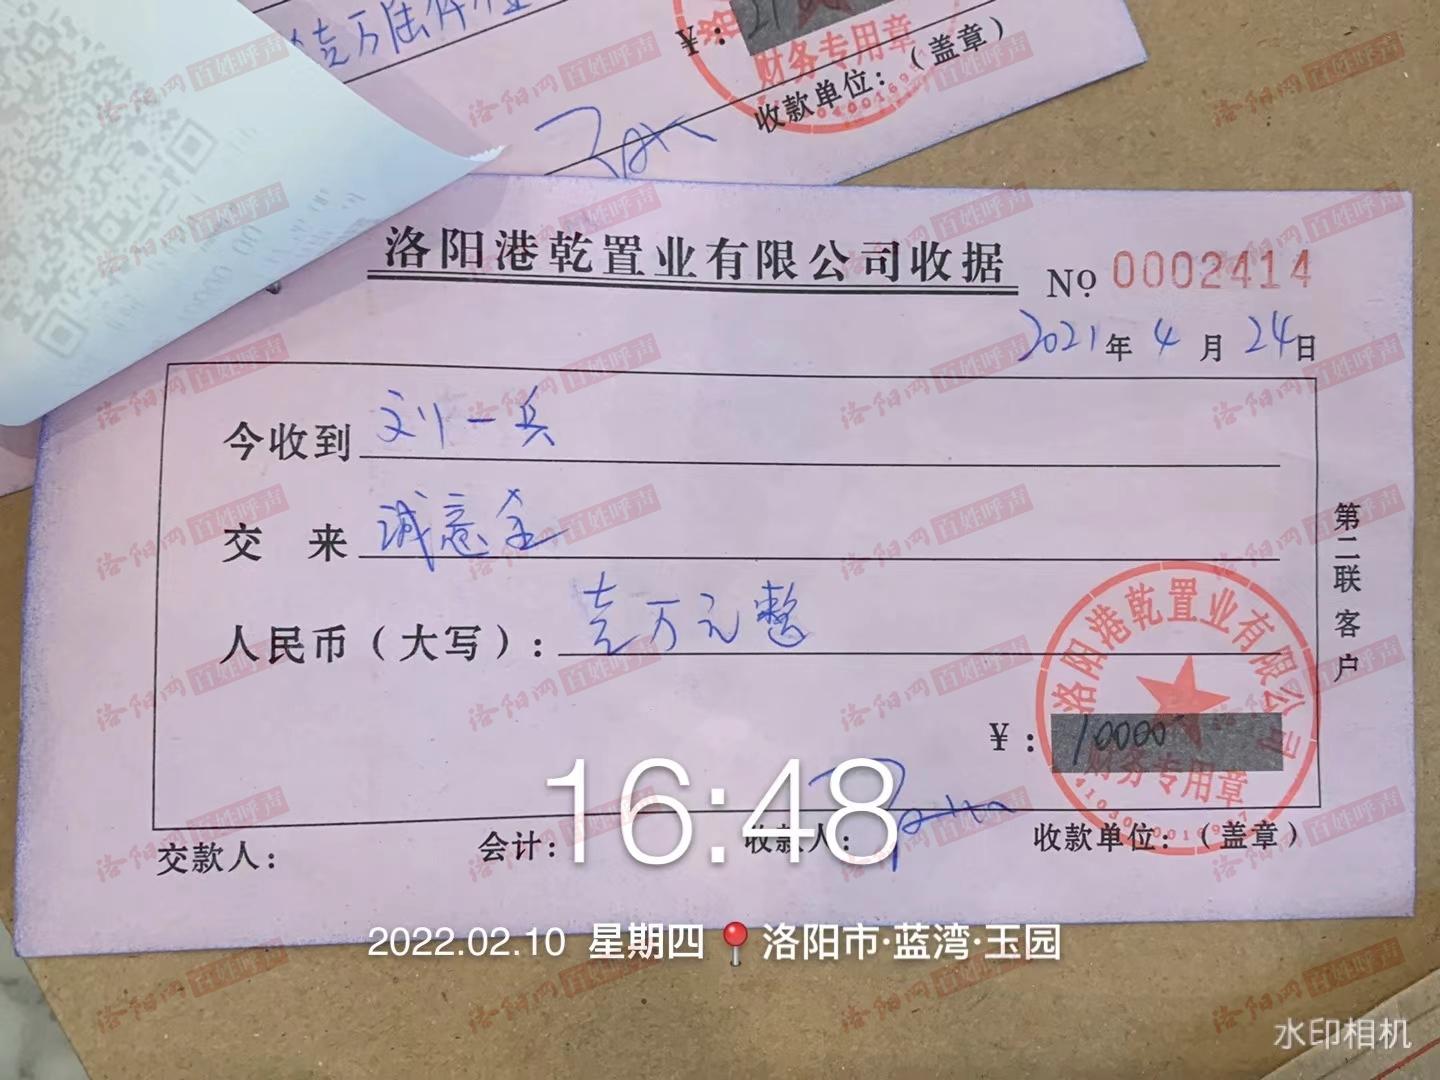 壹万陆仟
¥:
财务专用章
收款单位:(盖章)
洛阳港乾置业有限公司收据
No 0002414
2021年4月24日
今收到 刘一兵
交 来 诚意金
人民币(大写): 壹万元整
第二联客户
洛阳港乾置业有限公司
¥: 10000
财务专用章
交款人:
会计:
收款人:
收款单位:(盖章)
16:48
2022.02.10 星期四 洛阳市·蓝湾·玉园
水印相机
洛阳网 百姓呼声